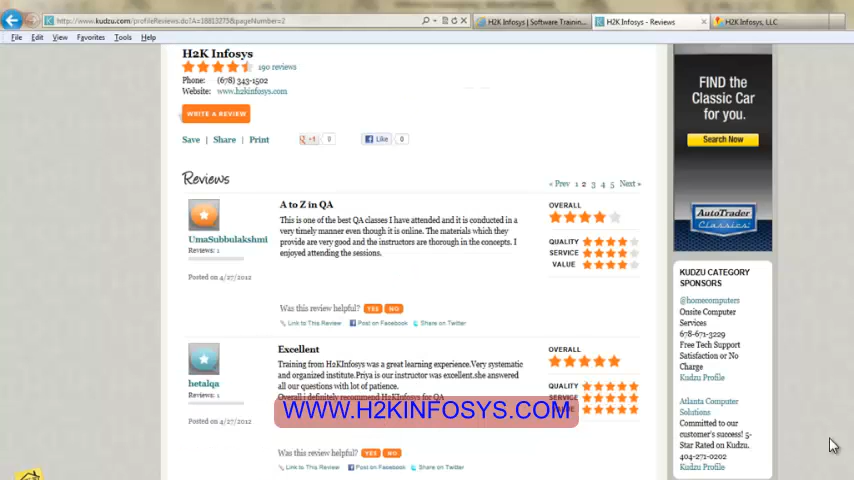 http://www.kudzu.com/profileReviews.do?A=18813275&pageNumber=2
H2K Infosys | Software Trainin...
H2K Infosys - Reviews
H2K Infosys, LLC
File Edit View Favorites Tools Help
H2K Infosys
190 reviews
Phone: (678) 343-1502
Website: www.h2kinfosys.com
WRITE A REVIEW
Save | Share | Print
+1 0
Like 0
Reviews
« Prev 1 2 3 4 5 Next »
A to Z in QA
This is one of the best QA classes I have attended and it is conducted in a
very timely manner even though it is online. The materials which they
provide are very good and the instructors are thorough in the concepts. I
enjoyed attending the sessions.
UmaSubbulakshmi
Reviews: 1
Posted on 4/27/2012
OVERALL
QUALITY
SERVICE
VALUE
Was this review helpful? YES NO
Link to This Review Post on Facebook Share on Twitter
Excellent
Training from H2KInfosys was a great learning experience.Very systematic
and organized institute.Priya is our instructor was excellent.she answered
all our questions with lot of patience.
Overall i definitely recommend H2KInfosys for QA
hetalqa
Reviews: 1
Posted on 4/27/2012
OVERALL
QUALITY
SERVICE
WWW.H2KINFOSYS.COM
Was this review helpful? YES NO
Link to This Review Post on Facebook Share on Twitter
FIND the
Classic Car
for you.
Search Now
AutoTrader
Classics
KUDZU CATEGORY
SPONSORS
@homecomputers
Onsite Computer
Services
678-671-3229
Free Tech Support
Satisfaction or No
Charge
Kudzu Profile
Atlanta Computer
Solutions
Committed to our
customer's success! 5-
Star Rated on Kudzu.
404-271-0202
Kudzu Profile